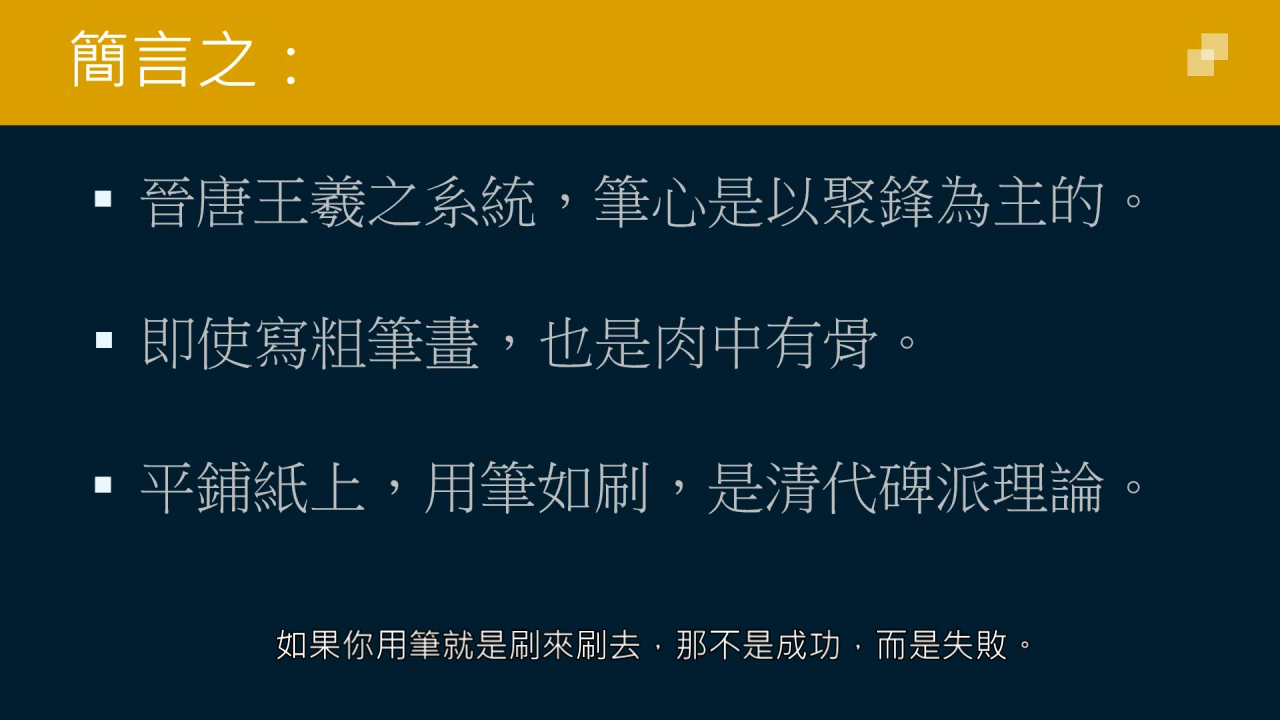 簡言之：
▪ 晉唐王羲之系統，筆心是以聚鋒為主的。
▪ 即使寫粗筆畫，也是肉中有骨。
▪ 平鋪紙上，用筆如刷，是清代碑派理論。
如果你用筆就是刷來刷去，那不是成功，而是失敗。